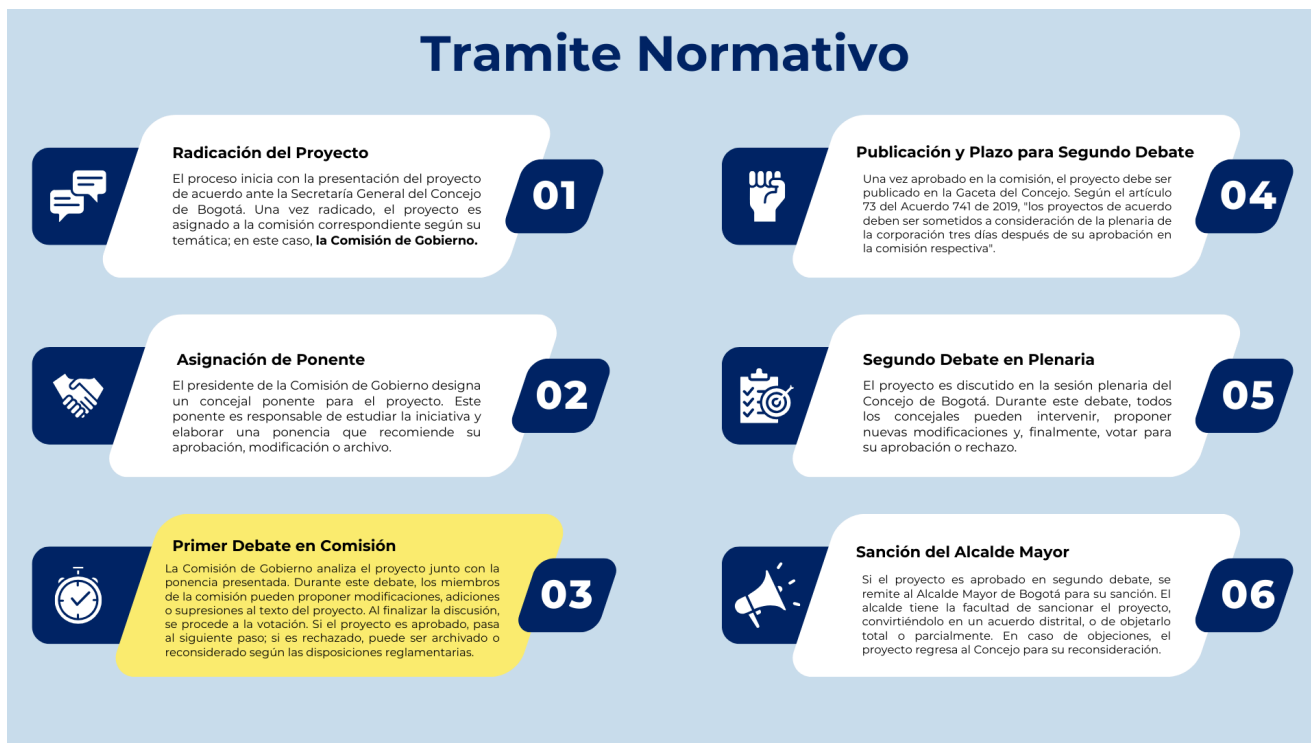 Tramite Normativo
Radicación del Proyecto
El proceso inicia con la presentación del proyecto
de acuerdo ante la Secretaría General del Concejo
de Bogotá. Una vez radicado, el proyecto es
asignado a la comisión correspondiente según su
temática; en este caso, la Comisión de Gobierno.
01
Asignación de Ponente
El presidente de la Comisión de Gobierno designa
un concejal ponente para el proyecto. Este
ponente es responsable de estudiar la iniciativa y
elaborar una ponencia que recomiende su
aprobación, modificación o archivo.
02
Primer Debate en Comisión
La Comisión de Gobierno analiza el proyecto junto con la
ponencia presentada. Durante este debate, los miembros
de la comisión pueden proponer modificaciones, adiciones
o supresiones al texto del proyecto. Al finalizar la discusión,
se procede a la votación. Si el proyecto es aprobado, pasa
al siguiente paso; si es rechazado, puede ser archivado o
reconsiderado según las disposiciones reglamentarias.
03
Publicación y Plazo para Segundo Debate
Una vez aprobado en la comisión, el proyecto debe ser
publicado en la Gaceta del Concejo. Según el artículo
73 del Acuerdo 741 de 2019, "los proyectos de acuerdo
deben ser sometidos a consideración de la plenaria de
la corporación tres días después de su aprobación en
la comisión respectiva".
04
Segundo Debate en Plenaria
El proyecto es discutido en la sesión plenaria del
Concejo de Bogotá. Durante este debate, todos
los concejales pueden intervenir, proponer
nuevas modificaciones y, finalmente, votar para
su aprobación o rechazo.
05
Sanción del Alcalde Mayor
Si el proyecto es aprobado en segundo debate, se
remite al Alcalde Mayor de Bogotá para su sanción. El
alcalde tiene la facultad de sancionar el proyecto,
convirtiéndolo en un acuerdo distrital, o de objetarlo
total o parcialmente. En caso de objeciones, el
proyecto regresa al Concejo para su reconsideración.
06